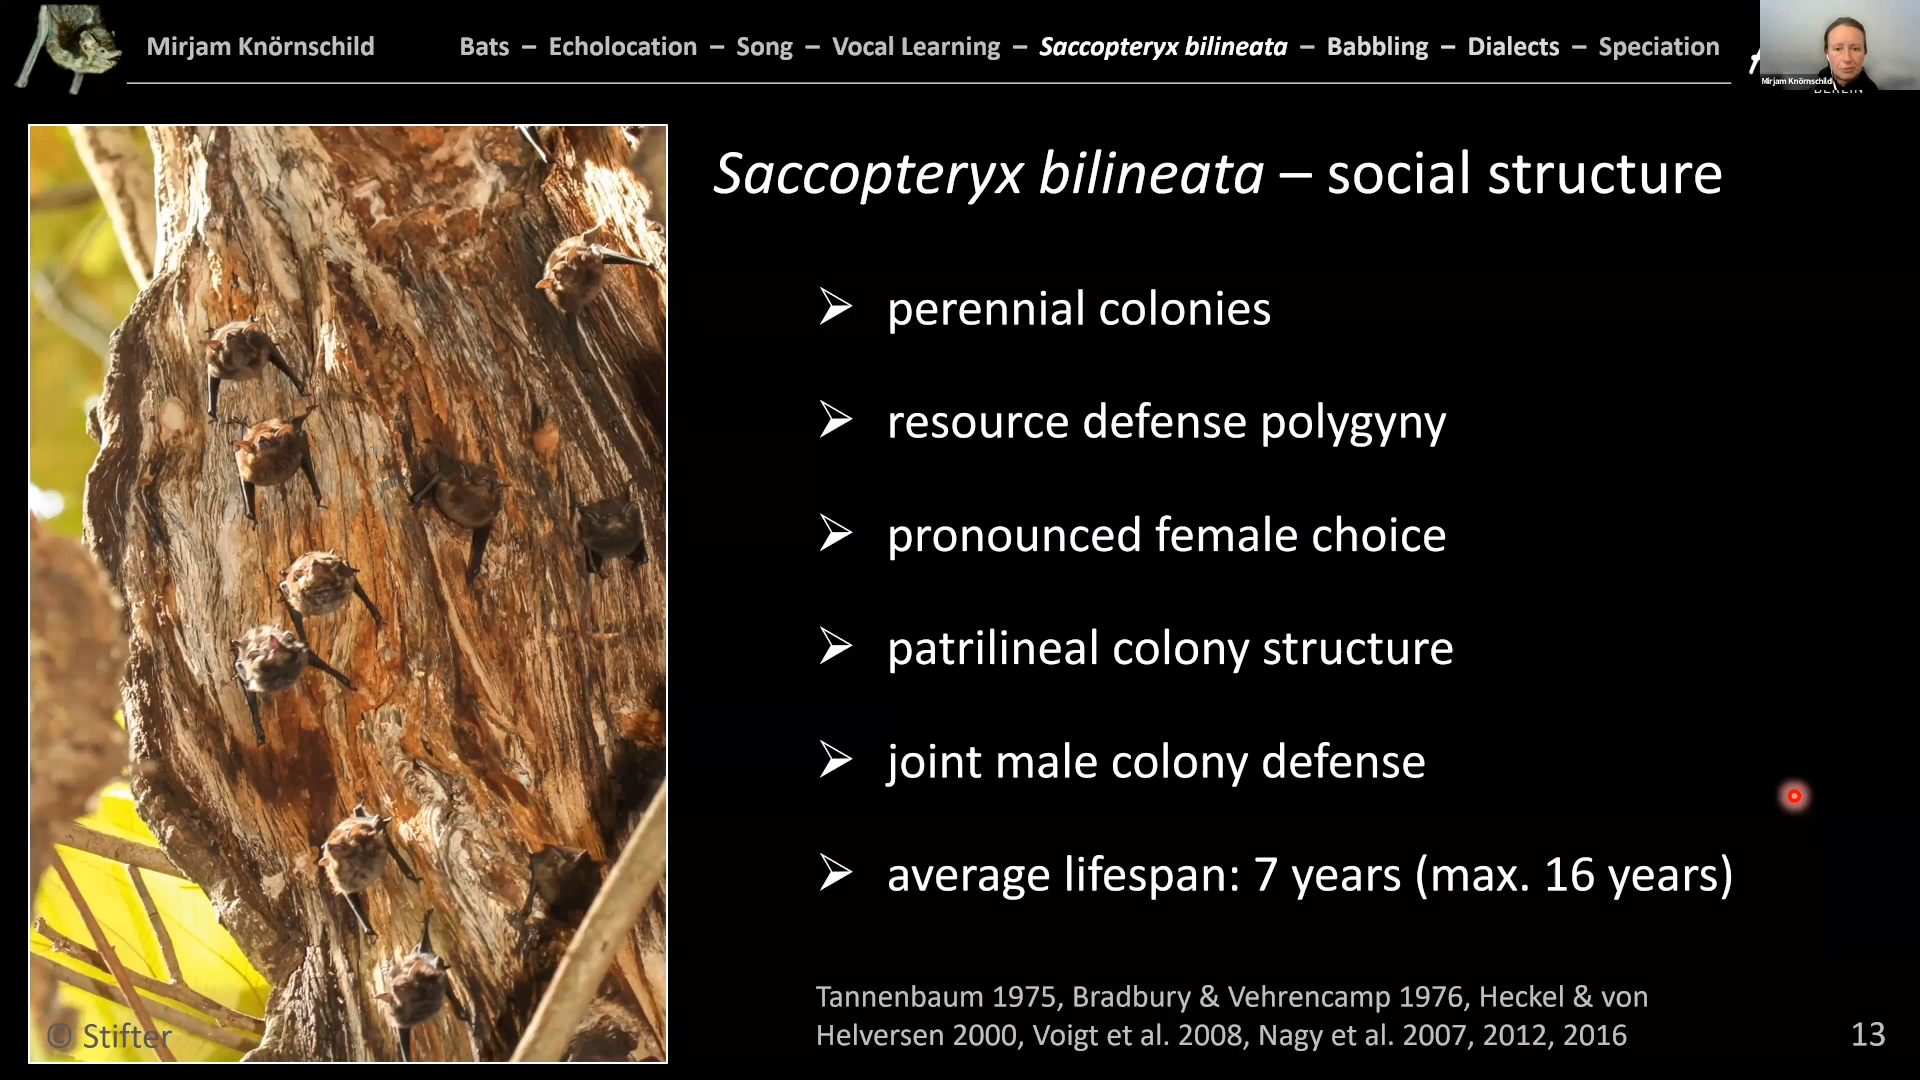 Mirjam Knörnschild
Bats – Echolocation – Song – Vocal Learning – Saccopteryx bilineata – Babbling – Dialects – Speciation
Mirjam Knörnschild
Saccopteryx bilineata – social structure
➢ perennial colonies
➢ resource defense polygyny
➢ pronounced female choice
➢ patrilineal colony structure
➢ joint male colony defense
➢ average lifespan: 7 years (max. 16 years)
Tannenbaum 1975, Bradbury & Vehrencamp 1976, Heckel & von
Helversen 2000, Voigt et al. 2008, Nagy et al. 2007, 2012, 2016
© Stifter
13